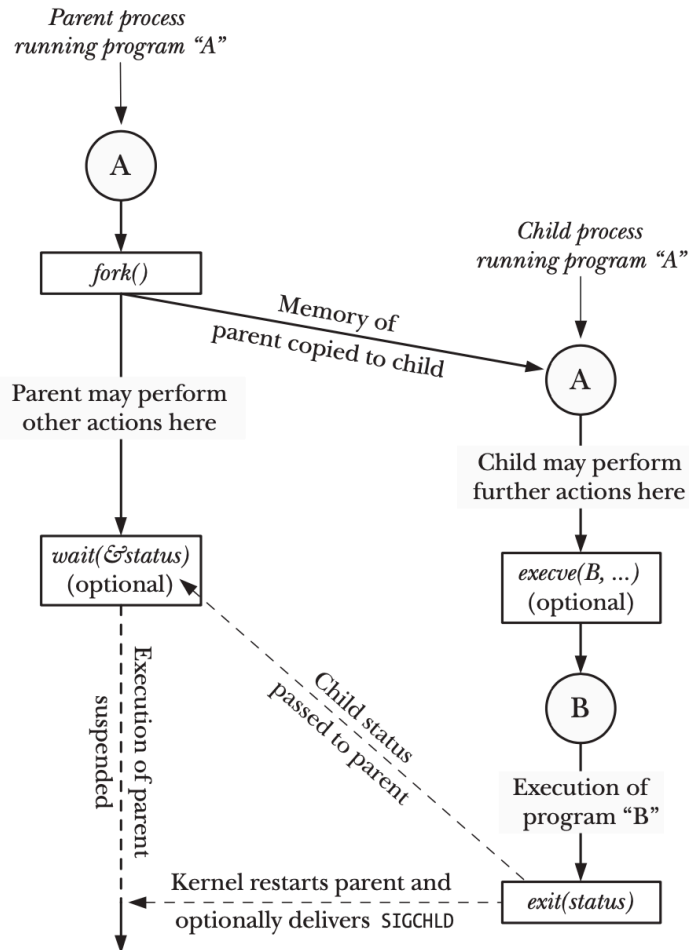 Parent process
running program “A”
A
fork()
Memory of
parent copied to child
Child process
running program “A”
A
Parent may perform
other actions here
Child may perform
further actions here
wait(&status)
(optional)
execve(B, ...)
(optional)
B
Execution of parent
suspended
Child status
passed to parent
Execution of
program “B”
Kernel restarts parent and
optionally delivers SIGCHLD
exit(status)